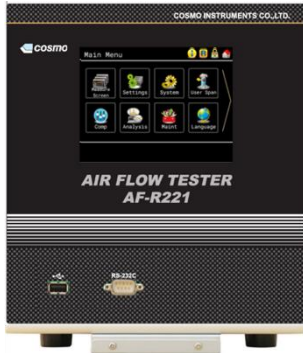 COSMO INSTRUMENTS CO.,LTD.
cosmo
Main Menu
Measure Screen
Settings
System
User Span
Comp
Analysis
Maint
Language
AIR FLOW TESTER
AF-R221
RS-232C